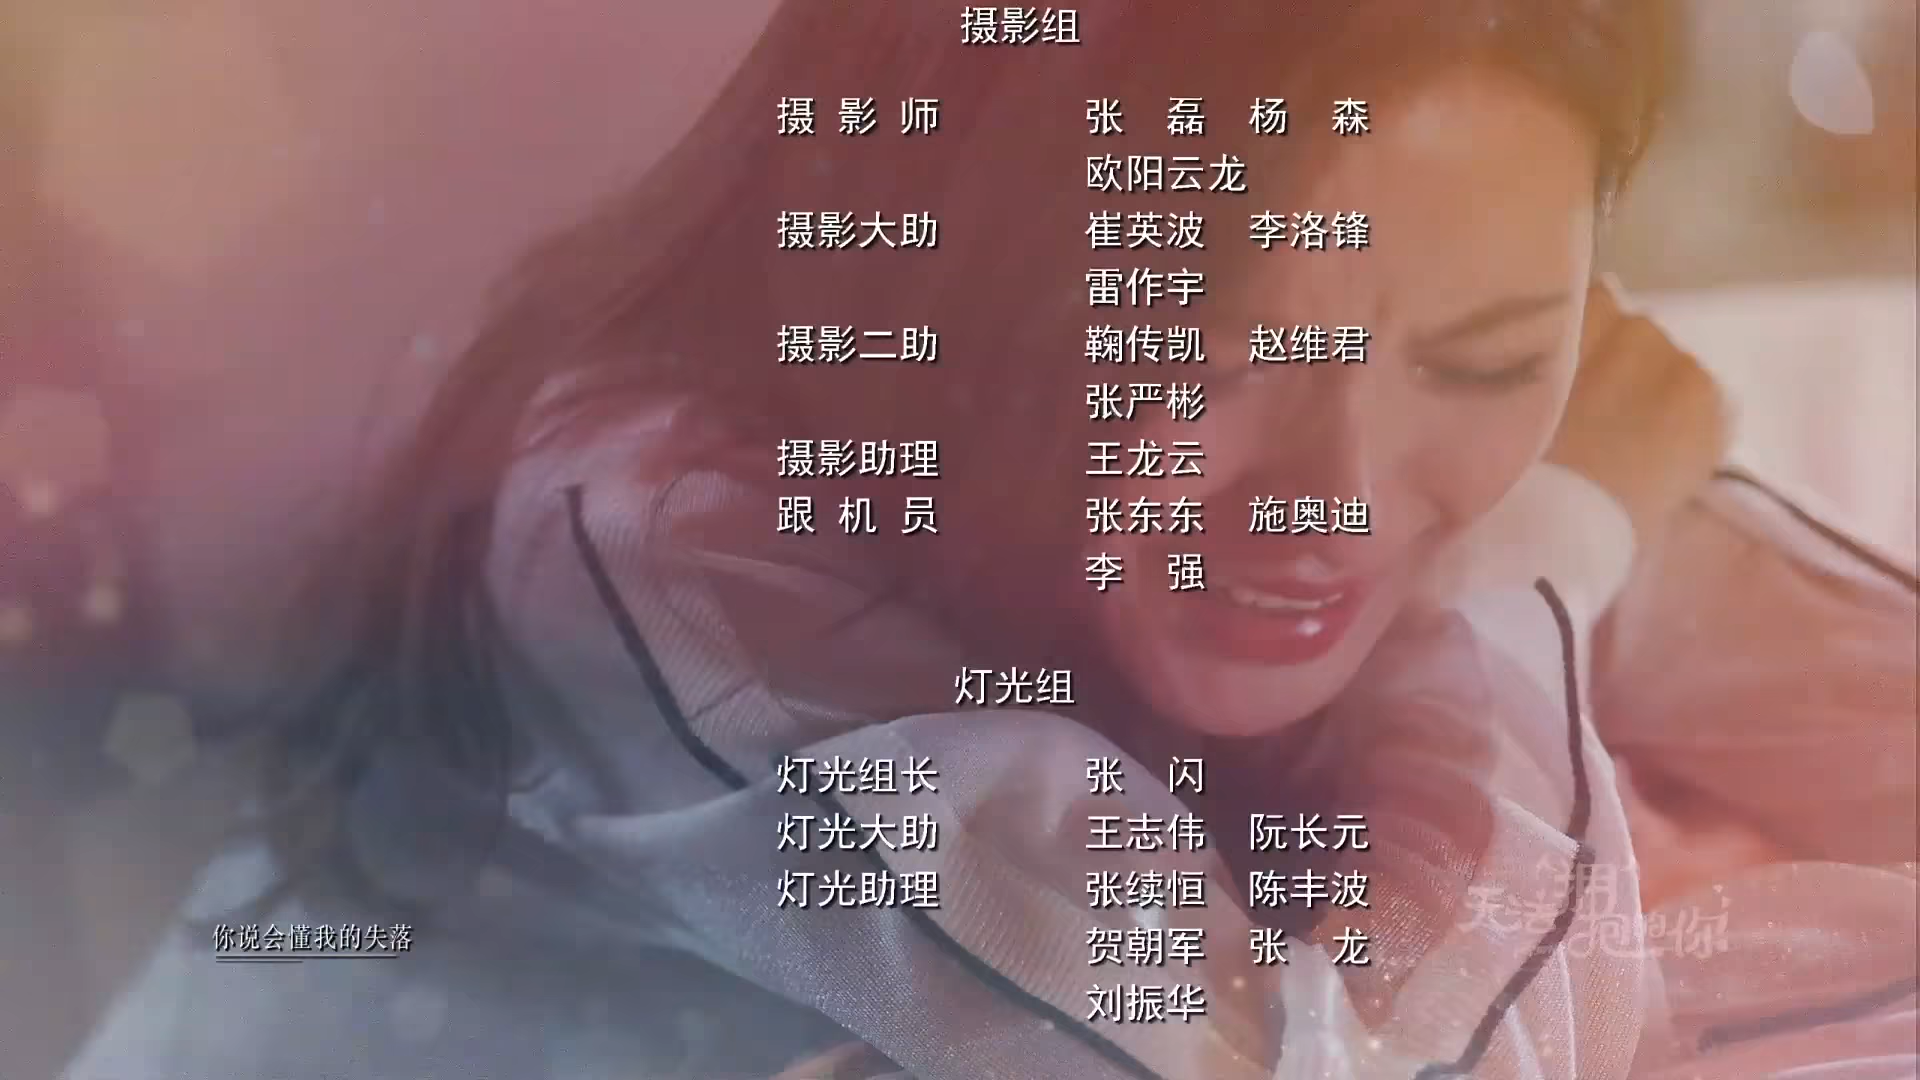 摄影组
摄 影 师 张 磊 杨 森
欧阳云龙
摄影大助 崔英波 李洛锋
雷作宇
摄影二助 鞠传凯 赵维君
张严彬
摄影助理 王龙云
跟 机 员 张东东 施奥迪
李 强
灯光组
灯光组长 张 闪
灯光大助 王志伟 阮长元
灯光助理 张续恒 陈丰波
贺朝军 张 龙
刘振华
你说会懂我的失落
无法拥抱你